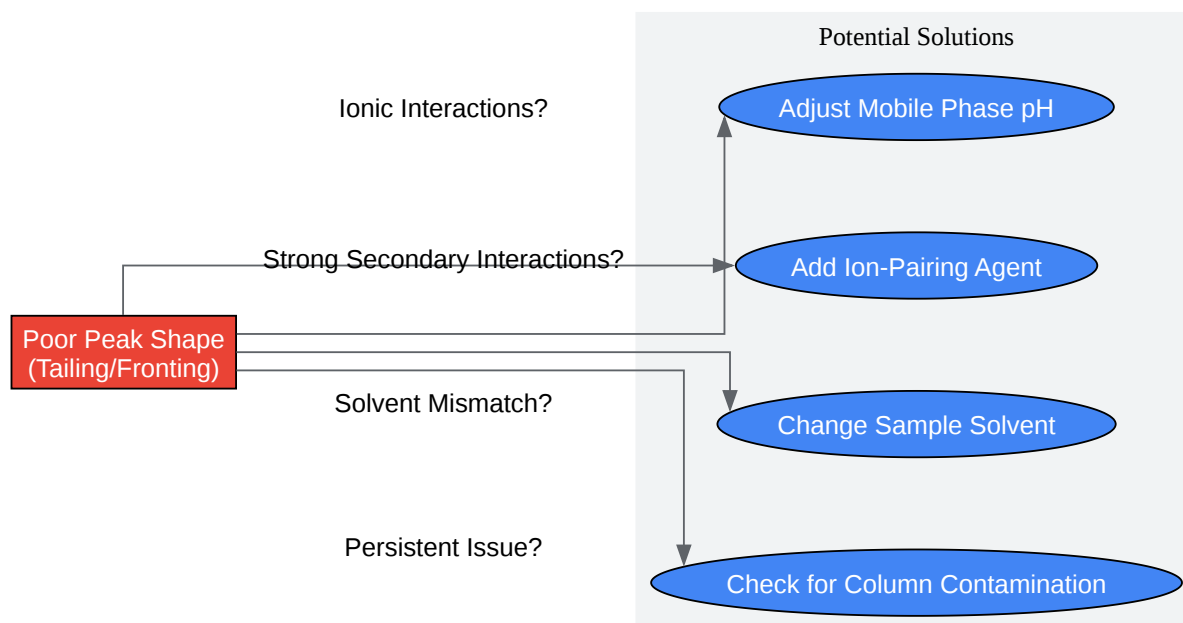 Potential Solutions
Ionic Interactions?
Adjust Mobile Phase pH
Strong Secondary Interactions?
Add Ion-Pairing Agent
Poor Peak Shape
(Tailing/Fronting)
Solvent Mismatch?
Change Sample Solvent
Persistent Issue?
Check for Column Contamination